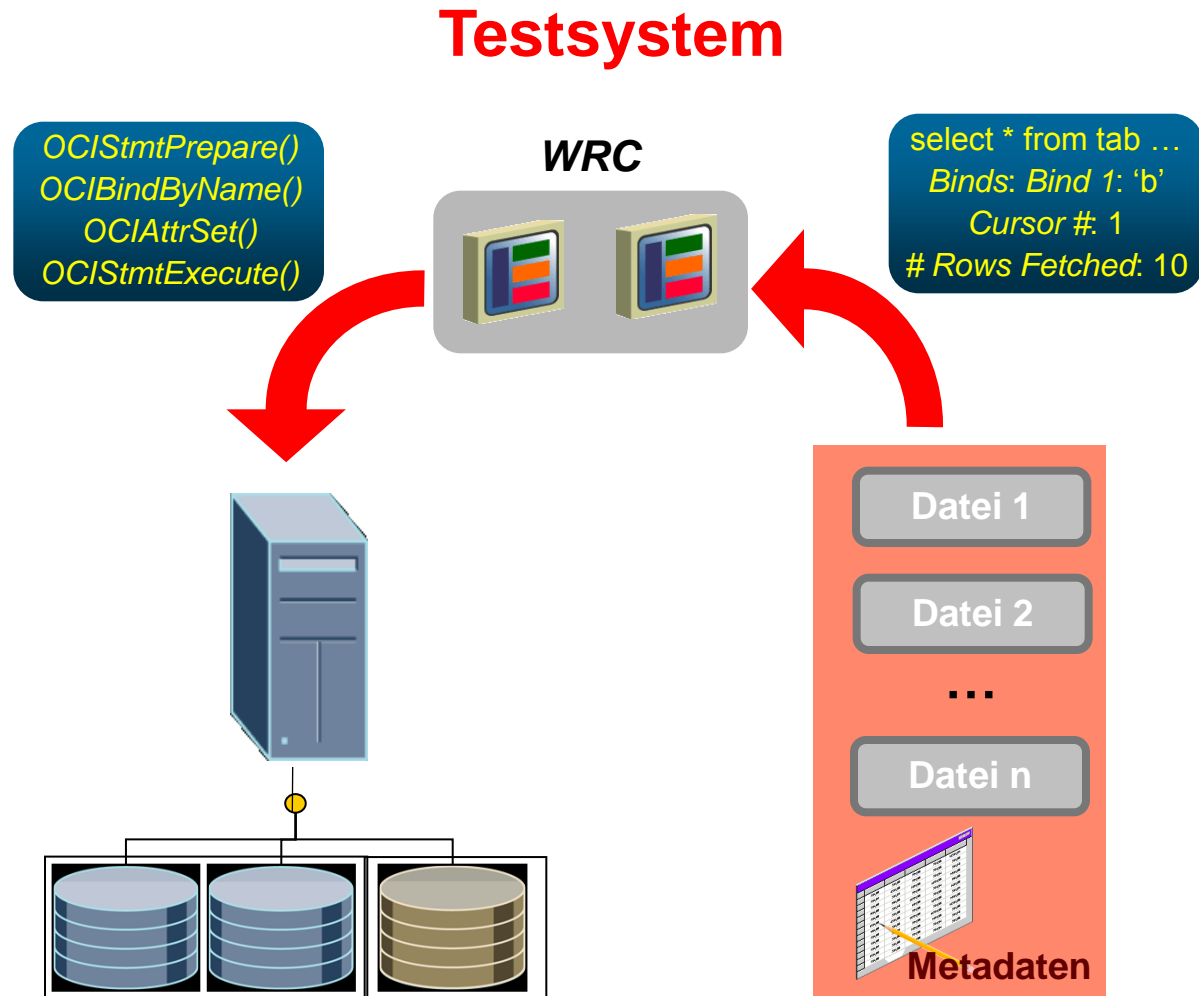 Testsystem
OCIStmtPrepare()
OCIBindByName()
OCIAttrSet()
OCIStmtExecute()
WRC
select * from tab …
Binds: Bind 1: ‘b’
Cursor #: 1
# Rows Fetched: 10
Datei 1
Datei 2
…
Datei n
Metadaten